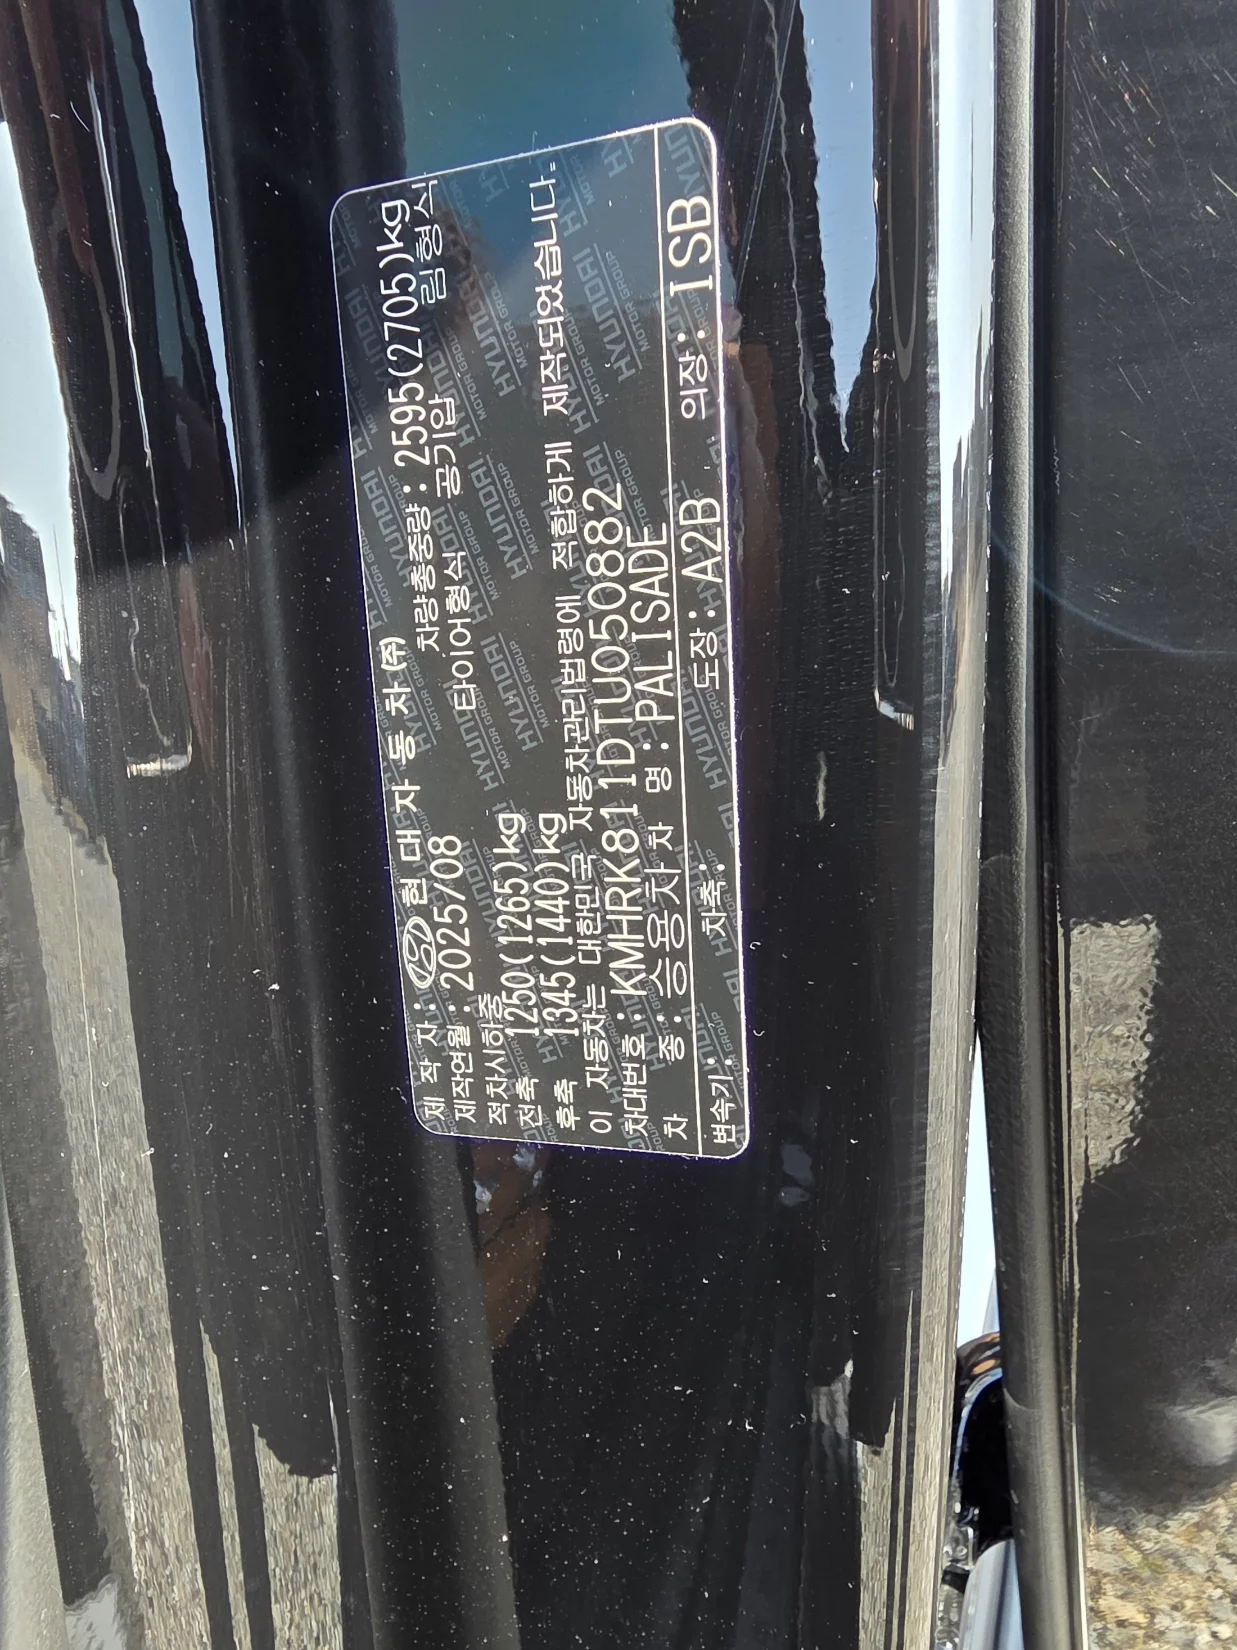 제 작 자 : 현 대 자 동 차 (주)
제작연월 : 2025/08 차량총중량 : 2595(2705)kg
적차시하중 타이어형식 공기압 림형식
전축 1250(1265)kg
후축 1345(1440)kg
이 자동차는 대한민국 자동차관리법령에 적합하게 제작되었습니다.
차대번호 : KMHRK811DTU050882
차 종 : 승용차 차 명 : PALISADE
변속기 : 차축 : 도장 : A2B 의장 : ISB
HYUNDAI
MOTOR GROUP